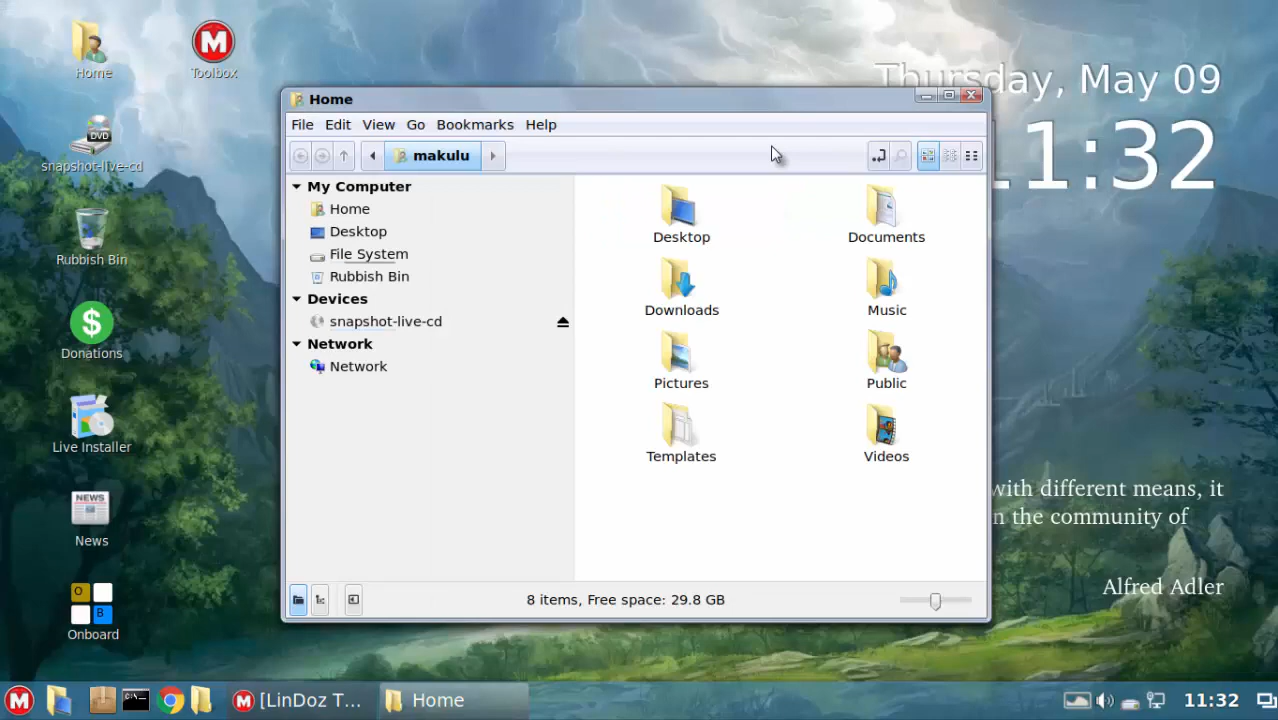 Home
Toolbox
snapshot-live-cd
DVD
Rubbish Bin
$
Donations
Live Installer
NEWS
News
O
B
Onboard
Thursday, May 09
11:32
with different means, it
n the community of
Alfred Adler
Home
File Edit View Go Bookmarks Help
makulu
My Computer
Home
Desktop
File System
Rubbish Bin
Devices
snapshot-live-cd
Network
Network
Desktop
Documents
Downloads
Music
Pictures
Public
Templates
Videos
8 items, Free space: 29.8 GB
[LinDoz T...
Home
11:32